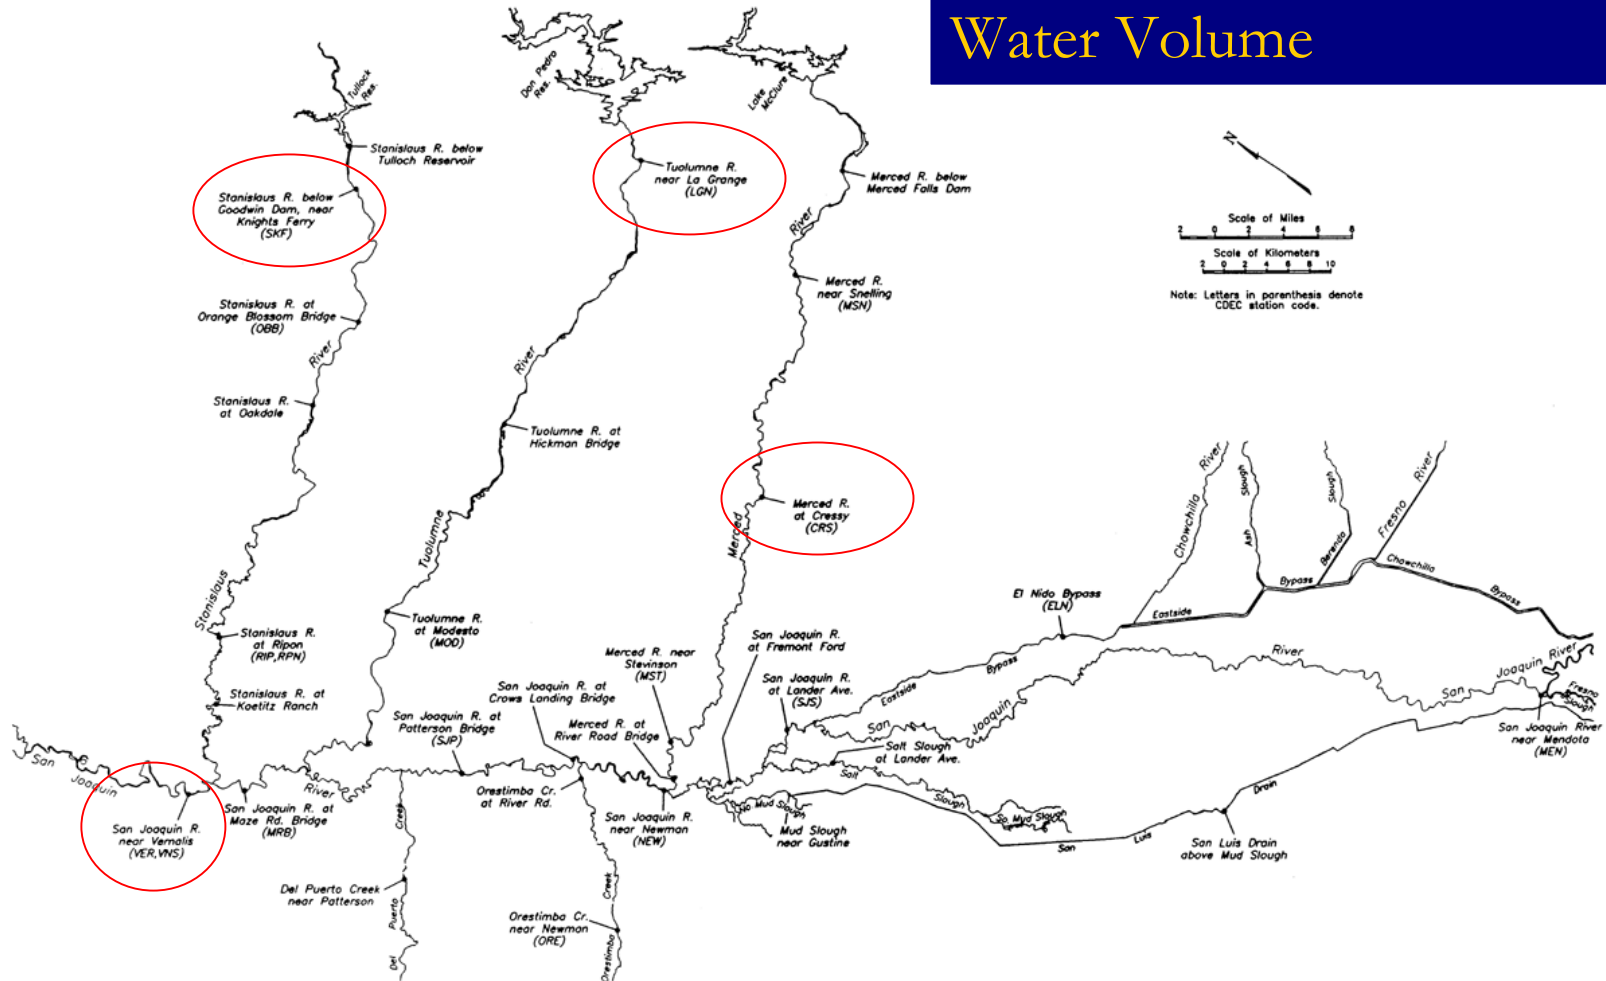 Water Volume
Tullock
Res.
Don Pedro
Res.
Lake
McClure
N
Stanislaus R. below
Tulloch Reservoir
Stanislaus R. below
Goodwin Dam, near
Knights Ferry
(SKF)
Tuolumne R.
near La Grange
(LGN)
Merced R. below
Merced Falls Dam
River
Scale of Miles
2 0 2 4 6 8
Scale of Kilometers
2 0 2 4 6 8 10
Note: Letters in parenthesis denote
CDEC station code.
Merced R.
near Snelling
(MSN)
Stanislaus R. at
Orange Blossom Bridge
(OBB)
River
River
Stanislaus R.
at Oakdale
Tuolumne R. at
Hickman Bridge
Merced R.
at Cressy
(CRS)
Merced
Tuolumne
Stanislaus
Chowchilla River
Ash Slough
Berenda Slough
Fresno River
Chowchilla Bypass
Bypass
Eastside
El Nido Bypass
(ELN)
Tuolumne R.
at Modesto
(MOD)
Stanislaus R.
at Ripon
(RIP,RPN)
Stanislaus R. at
Koetitz Ranch
Merced R. near
Stevinson
(MST)
San Joaquin R.
at Fremont Ford
San Joaquin R.
at Lander Ave.
(SJS)
Eastside Bypass
San Joaquin River
San Joaquin River
Fresno
Slough
San Joaquin River
near Mendota
(MEN)
San Joaquin R. at
Crows Landing Bridge
San Joaquin R. at
Patterson Bridge
(SJP)
Merced R. at
River Road Bridge
Salt Slough
at Lander Ave.
Salt Slough
So. Mud Slough
No Mud Slough
Mud Slough
near Gustine
San Luis Drain
San Luis Drain
above Mud Slough
San Joaquin River
San Joaquin R.
near Vernalis
(VER,VNS)
San Joaquin R. at
Maze Rd. Bridge
(MRB)
Orestimba Cr.
at River Rd.
San Joaquin R.
near Newman
(NEW)
Del Puerto Creek
near Patterson
Del Puerto Creek
Orestimba Cr.
near Newman
(ORE)
Orestimba Creek